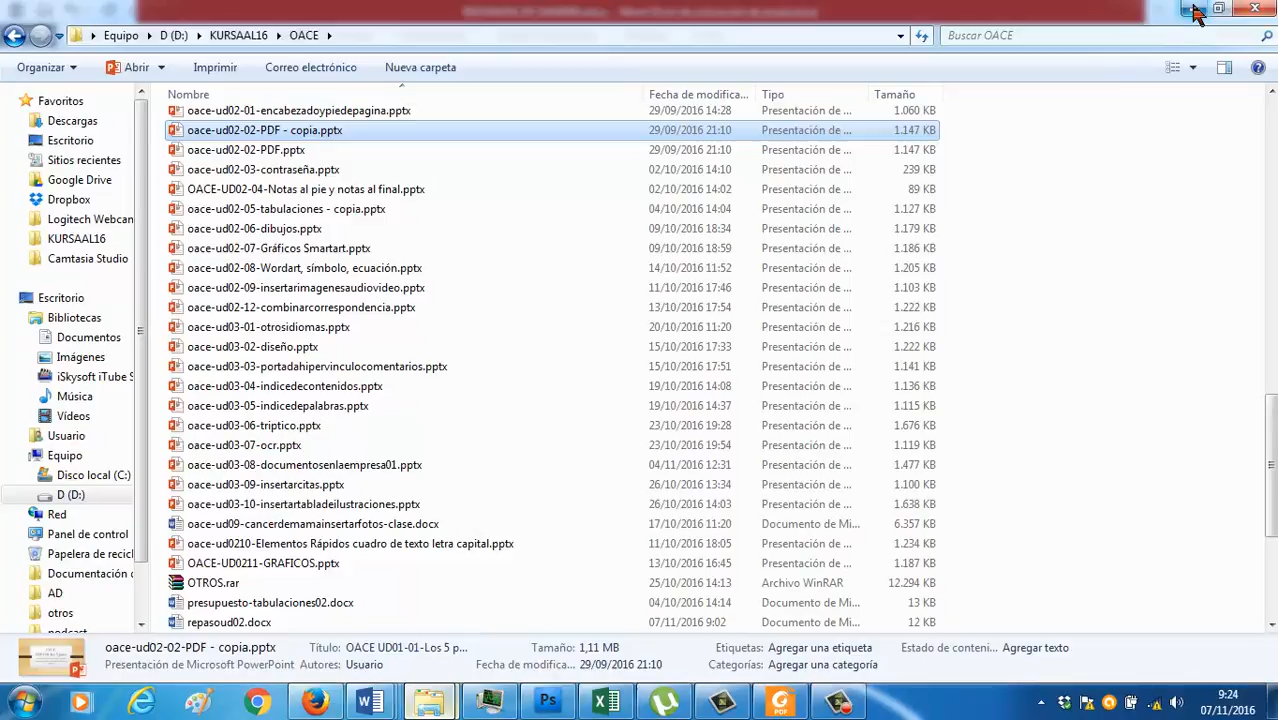 Equipo ▸ D (D:) ▸ KURSAAL16 ▸ OACE ▸
Buscar OACE
Organizar Abrir Imprimir Correo electrónico Nueva carpeta
Nombre Fecha de modifica... Tipo Tamaño
oace-ud02-01-encabezadoypiedepagina.pptx 29/09/2016 14:28 Presentación de ... 1.060 KB
oace-ud02-02-PDF - copia.pptx 29/09/2016 21:10 Presentación de ... 1.147 KB
oace-ud02-02-PDF.pptx 29/09/2016 21:10 Presentación de ... 1.147 KB
oace-ud02-03-contraseña.pptx 02/10/2016 14:10 Presentación de ... 239 KB
OACE-UD02-04-Notas al pie y notas al final.pptx 02/10/2016 14:02 Presentación de ... 89 KB
oace-ud02-05-tabulaciones - copia.pptx 04/10/2016 14:04 Presentación de ... 1.127 KB
oace-ud02-06-dibujos.pptx 09/10/2016 18:34 Presentación de ... 1.179 KB
oace-ud02-07-Gráficos Smartart.pptx 09/10/2016 18:59 Presentación de ... 1.186 KB
oace-ud02-08-Wordart, símbolo, ecuación.pptx 14/10/2016 11:52 Presentación de ... 1.205 KB
oace-ud02-09-insertarimagenesaudiovideo.pptx 11/10/2016 17:46 Presentación de ... 1.103 KB
oace-ud02-12-combinarcorrespondencia.pptx 13/10/2016 17:54 Presentación de ... 1.222 KB
oace-ud03-01-otrosidiomas.pptx 20/10/2016 11:20 Presentación de ... 1.216 KB
oace-ud03-02-diseño.pptx 15/10/2016 17:33 Presentación de ... 1.222 KB
oace-ud03-03-portadahipervinculocomentarios.pptx 15/10/2016 17:51 Presentación de ... 1.141 KB
oace-ud03-04-indicedecontenidos.pptx 19/10/2016 14:08 Presentación de ... 1.136 KB
oace-ud03-05-indicedepalabras.pptx 19/10/2016 14:37 Presentación de ... 1.115 KB
oace-ud03-06-triptico.pptx 23/10/2016 19:28 Presentación de ... 1.676 KB
oace-ud03-07-ocr.pptx 23/10/2016 19:54 Presentación de ... 1.119 KB
oace-ud03-08-documentosenlaempresa01.pptx 04/11/2016 12:31 Presentación de ... 1.477 KB
oace-ud03-09-insertarcitas.pptx 26/10/2016 13:34 Presentación de ... 1.100 KB
oace-ud03-10-insertartabladeilustraciones.pptx 26/10/2016 14:03 Presentación de ... 1.638 KB
oace-ud09-cancerdemamainsertarfotos-clase.docx 17/10/2016 11:20 Documento de Mi... 6.357 KB
oace-ud0210-Elementos Rápidos cuadro de texto letra capital.pptx 11/10/2016 18:05 Presentación de ... 1.234 KB
OACE-UD0211-GRAFICOS.pptx 13/10/2016 16:45 Presentación de ... 1.187 KB
OTROS.rar 25/10/2016 14:13 Archivo WinRAR 12.294 KB
presupuesto-tabulaciones02.docx 04/10/2016 14:14 Documento de Mi... 13 KB
repasoud02.docx 07/11/2016 9:02 Documento de Mi... 12 KB
Favoritos
Descargas
Escritorio
Sitios recientes
Google Drive
Dropbox
Logitech Webcan
KURSAAL16
Camtasia Studio
Escritorio
Bibliotecas
Documentos
Imágenes
iSkysoft iTube S
Música
Vídeos
Usuario
Equipo
Disco local (C:)
D (D:)
Red
Panel de control
Papelera de recicl
Documentación d
AD
otros
podcast
oace-ud02-02-PDF - copia.pptx Título: OACE UD01-01-Los 5 p... Tamaño: 1,11 MB Etiquetas: Agregar una etiqueta Estado de conteni... Agregar texto
Presentación de Microsoft PowerPoint Autores: Usuario Fecha de modifica... 29/09/2016 21:10 Categorías: Agregar una categoría
Ps
PDF
9:24
07/11/2016